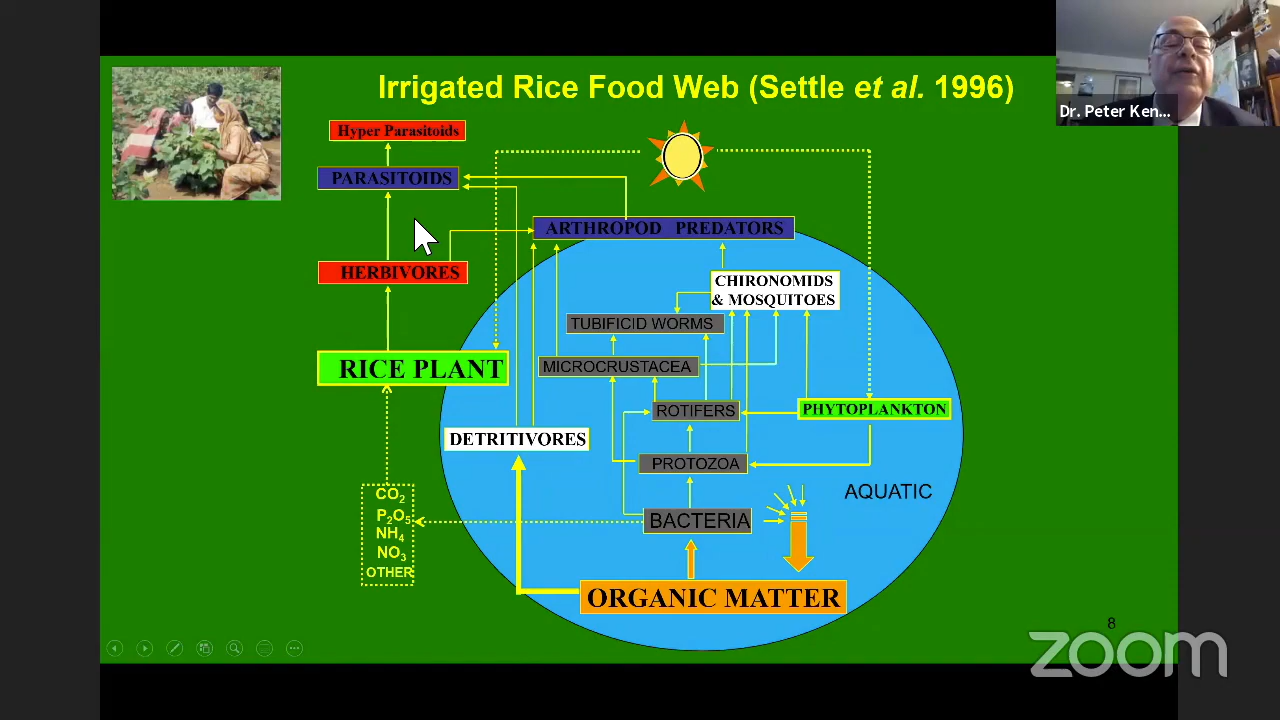 Irrigated Rice Food Web (Settle et al. 1996)
Dr. Peter Ken...
Hyper Parasitoids
PARASITOIDS
ARTHROPOD PREDATORS
HERBIVORES
CHIRONOMIDS
& MOSQUITOES
TUBIFICID WORMS
RICE PLANT
MICROCRUSTACEA
ROTIFERS
PHYTOPLANKTON
DETRITIVORES
PROTOZOA
AQUATIC
CO2
P2O5
NH4
NO3
OTHER
BACTERIA
ORGANIC MATTER
8
zoom